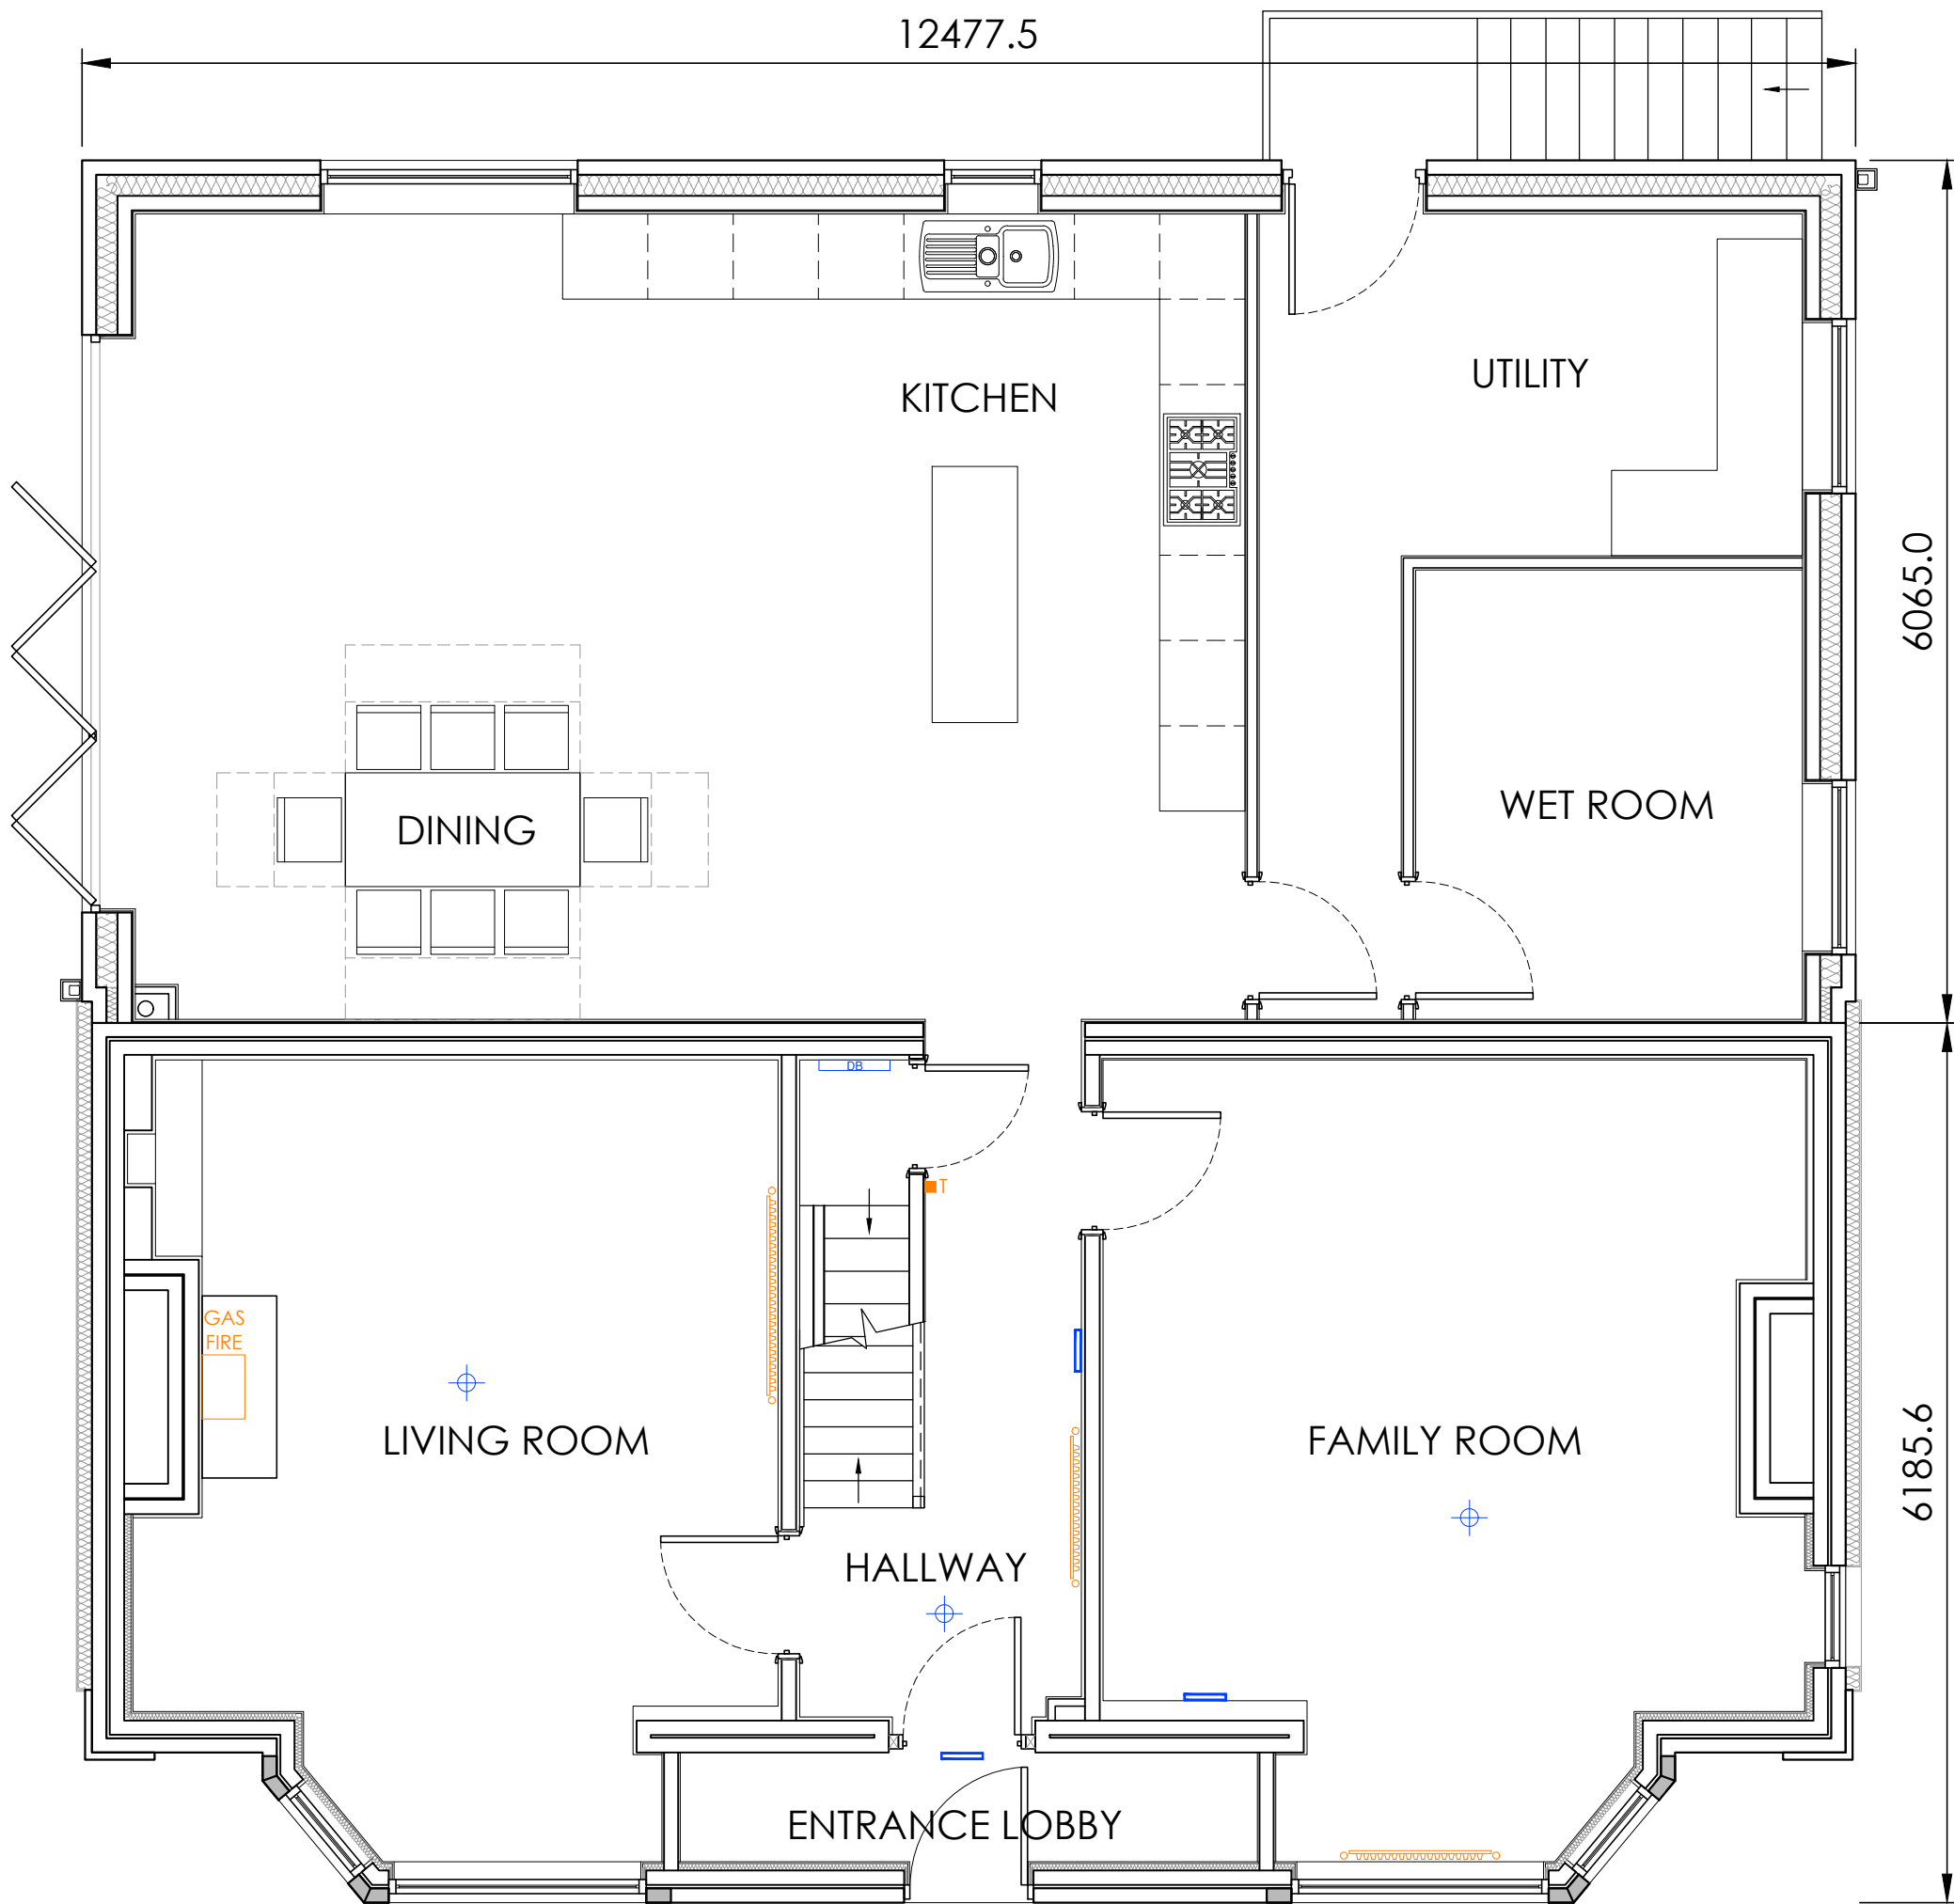 12477.5
KITCHEN
UTILITY
6065.0
DINING
WET ROOM
DB
T
GAS
FIRE
LIVING ROOM
FAMILY ROOM
6185.6
HALLWAY
ENTRANCE LOBBY